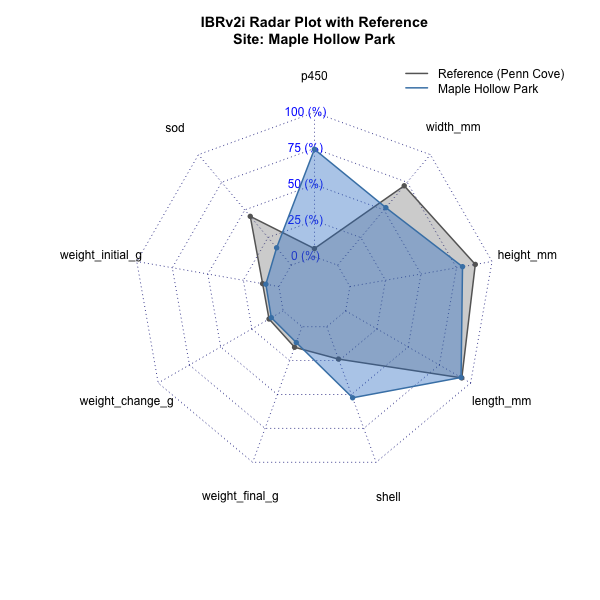 IBRv2i Radar Plot with Reference
Site: Maple Hollow Park
Reference (Penn Cove)
Maple Hollow Park
p450
width_mm
height_mm
length_mm
shell
weight_final_g
weight_change_g
weight_initial_g
sod
100 (%)
75 (%)
50 (%)
25 (%)
0 (%)